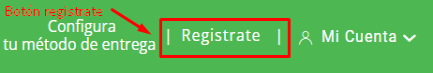 Botón registrate
Configura
tu método de entrega
| Registrate |
Mi Cuenta